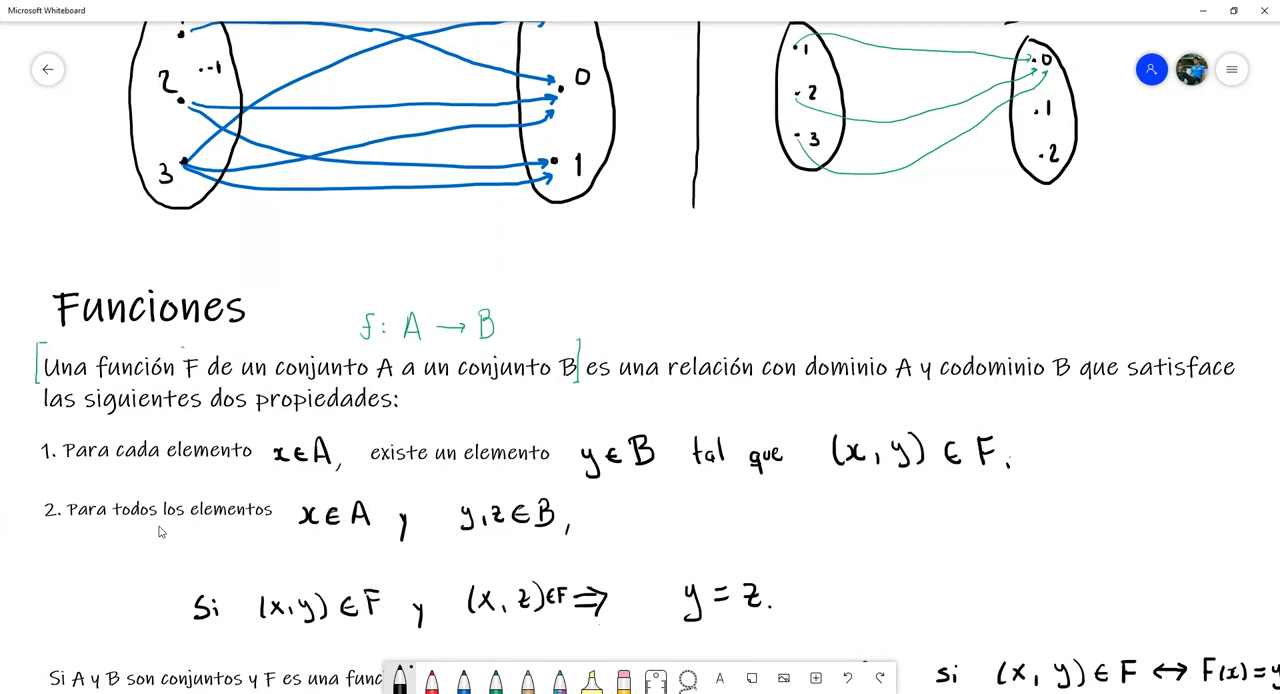 Microsoft Whiteboard
2
-1
3
0
1
1
2
3
0
1
2
Funciones
f: A → B
[Una función F de un conjunto A a un conjunto B] es una relación con dominio A y codominio B que satisface
las siguientes dos propiedades:
1. Para cada elemento x ∈ A, existe un elemento y ∈ B tal que (x, y) ∈ F.
2. Para todos los elementos x ∈ A y y, z ∈ B,
Si (x, y) ∈ F y (x, z) ∈ F ⇒ y = z.
Si A y B son conjuntos y F es una func
si (x, y) ∈ F ↔ F(x) = y